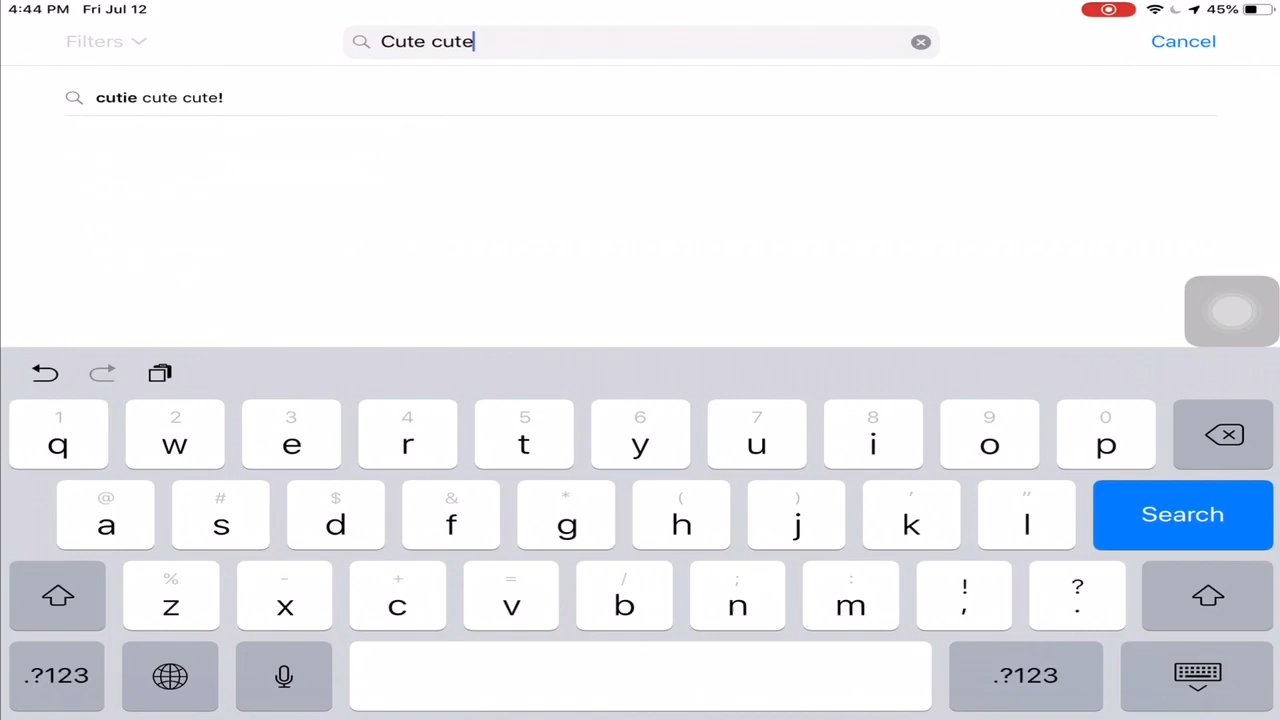 4:44 PM Fri Jul 12 45%
Filters Cute cute Cancel
cutie cute cute!
1 2 3 4 5 6 7 8 9 0
q w e r t y u i o p
@ # $ & * ( ) ' "
a s d f g h j k l Search
% - + = / ; : ! ?
z x c v b n m , .
.?123 .?123